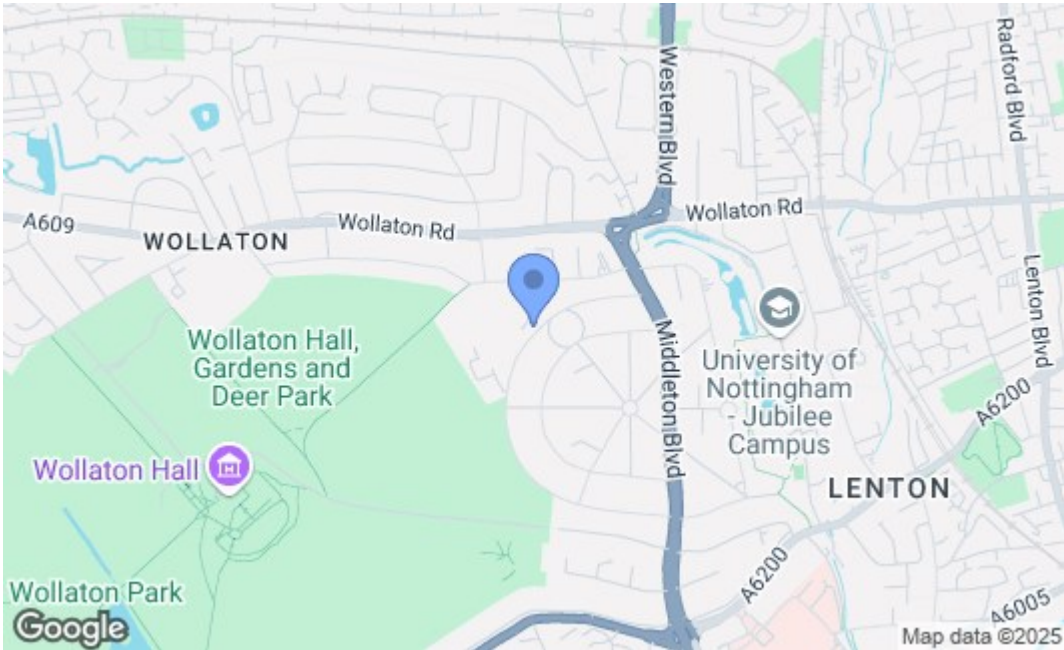 Western Blvd
Radford Blvd
A609
WOLLATON
Wollaton Rd
Wollaton Rd
Lenton Blvd
Wollaton Hall,
Gardens and
Deer Park
Middleton Blvd
University of
Nottingham
- Jubilee
Campus
A6200
Wollaton Hall
LENTON
A6200
Wollaton Park
A6005
Google
Map data ©2025